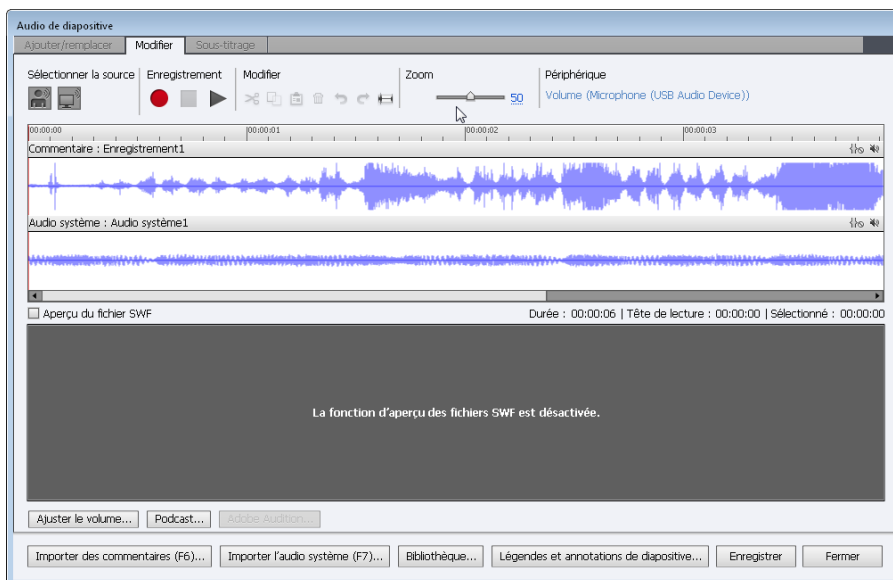 Audio de diapositive
Ajouter/remplacer Modifier Sous-titrage
Sélectionner la source Enregistrement Modifier Zoom Périphérique
50 Volume (Microphone (USB Audio Device))
00:00:00 00:00:01 00:00:02 00:00:03
Commentaire : Enregistrement1
Audio système : Audio système1
Aperçu du fichier SWF Durée : 00:00:06 | Tête de lecture : 00:00:00 | Sélectionné : 00:00:00
La fonction d'aperçu des fichiers SWF est désactivée.
Ajuster le volume... Podcast... Adobe Audition...
Importer des commentaires (F6)... Importer l'audio système (F7)... Bibliothèque... Légendes et annotations de diapositive... Enregistrer Fermer